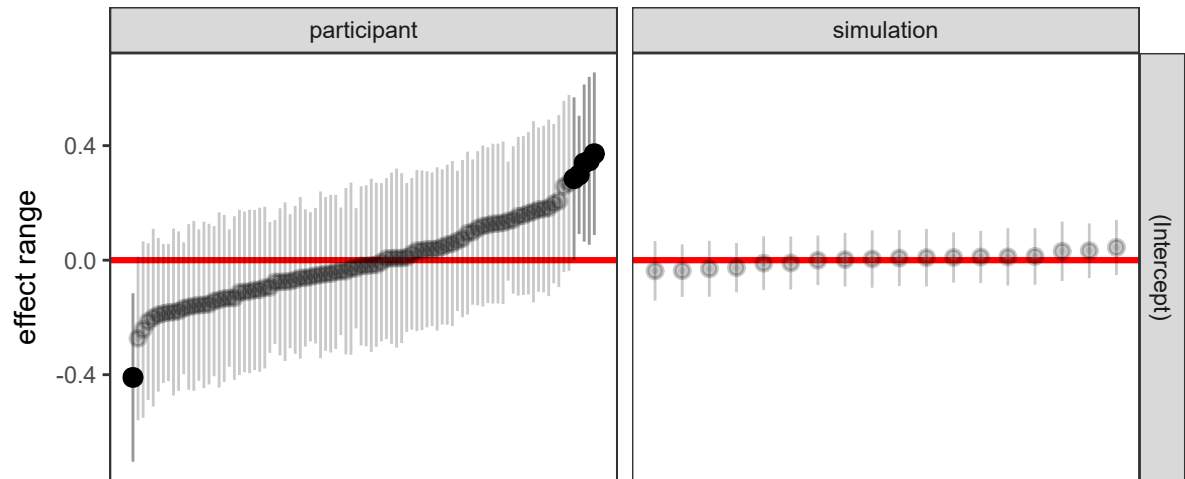 participant
simulation
effect range
0.4
0.0
-0.4
(Intercept)